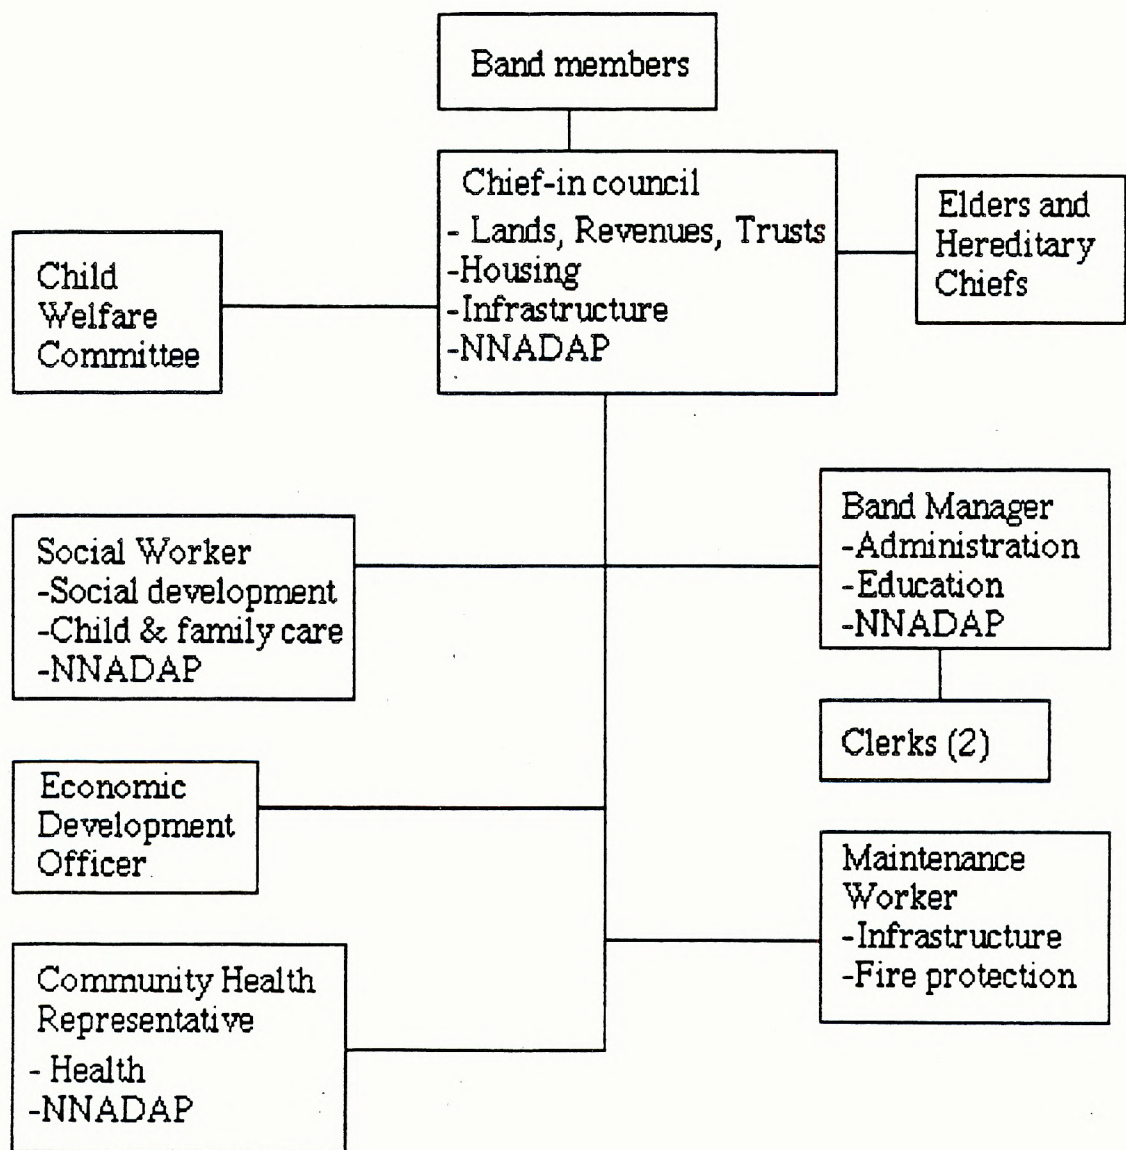 Band members
Chief-in council
- Lands, Revenues, Trusts
-Housing
-Infrastructure
-NNADAP
Elders and
Hereditary
Chiefs
Child
Welfare
Committee
Social Worker
-Social development
-Child & family care
-NNADAP
Band Manager
-Administration
-Education
-NNADAP
Clerks (2)
Economic
Development
Officer
Maintenance
Worker
-Infrastructure
-Fire protection
Community Health
Representative
- Health
-NNADAP